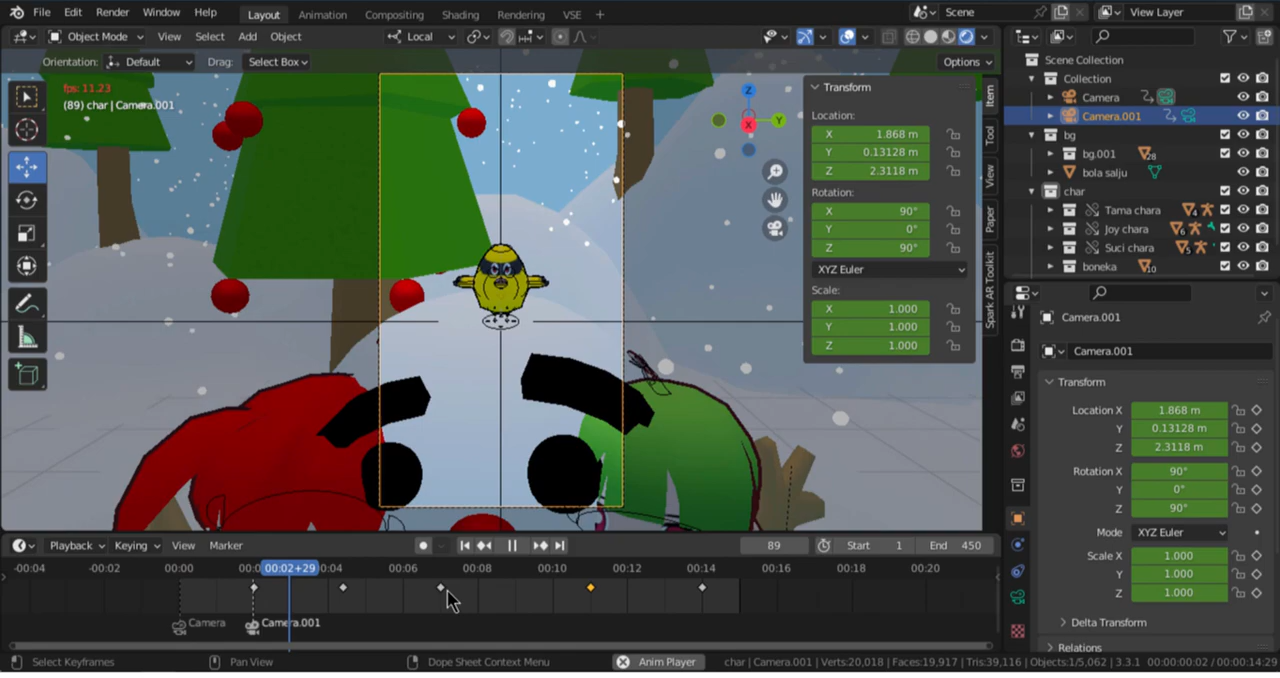 File Edit Render Window Help Layout Animation Compositing Shading Rendering VSE + Scene View Layer
Object Mode View Select Add Object Local
Orientation: Default Drag: Select Box Options
fps: 11.23
(89) char | Camera.001
Z
Y
X
Transform
Location:
X 1.868 m
Y 0.13128 m
Z 2.3118 m
Rotation:
X 90°
Y 0°
Z 90°
XYZ Euler
Scale:
X 1.000
Y 1.000
Z 1.000
Item
Tool
View
Paper
Spark AR Toolkit
Scene Collection
Collection
Camera
Camera.001
bg
bg.001 28
bola salju
char
Tama chara 4
Joy chara 6
Suci chara 5
boneka 10
Camera.001
Camera.001
Transform
Location X 1.868 m
Y 0.13128 m
Z 2.3118 m
Rotation X 90°
Y 0°
Z 90°
Mode XYZ Euler
Scale X 1.000
Y 1.000
Z 1.000
Delta Transform
Relations
Playback Keying View Marker 89 Start 1 End 450
-00:04 -00:02 00:00 00:02+29 00:06 00:08 00:10 00:12 00:14 00:16 00:18 00:20
Camera Camera.001
Select Keyframes Pan View Dope Sheet Context Menu Anim Player char | Camera.001 | Verts:20,018 | Faces:19,917 | Tris:39,116 | Objects:1/5,062 | 3.3.1 00:00:00:02 / 00:00:14:29